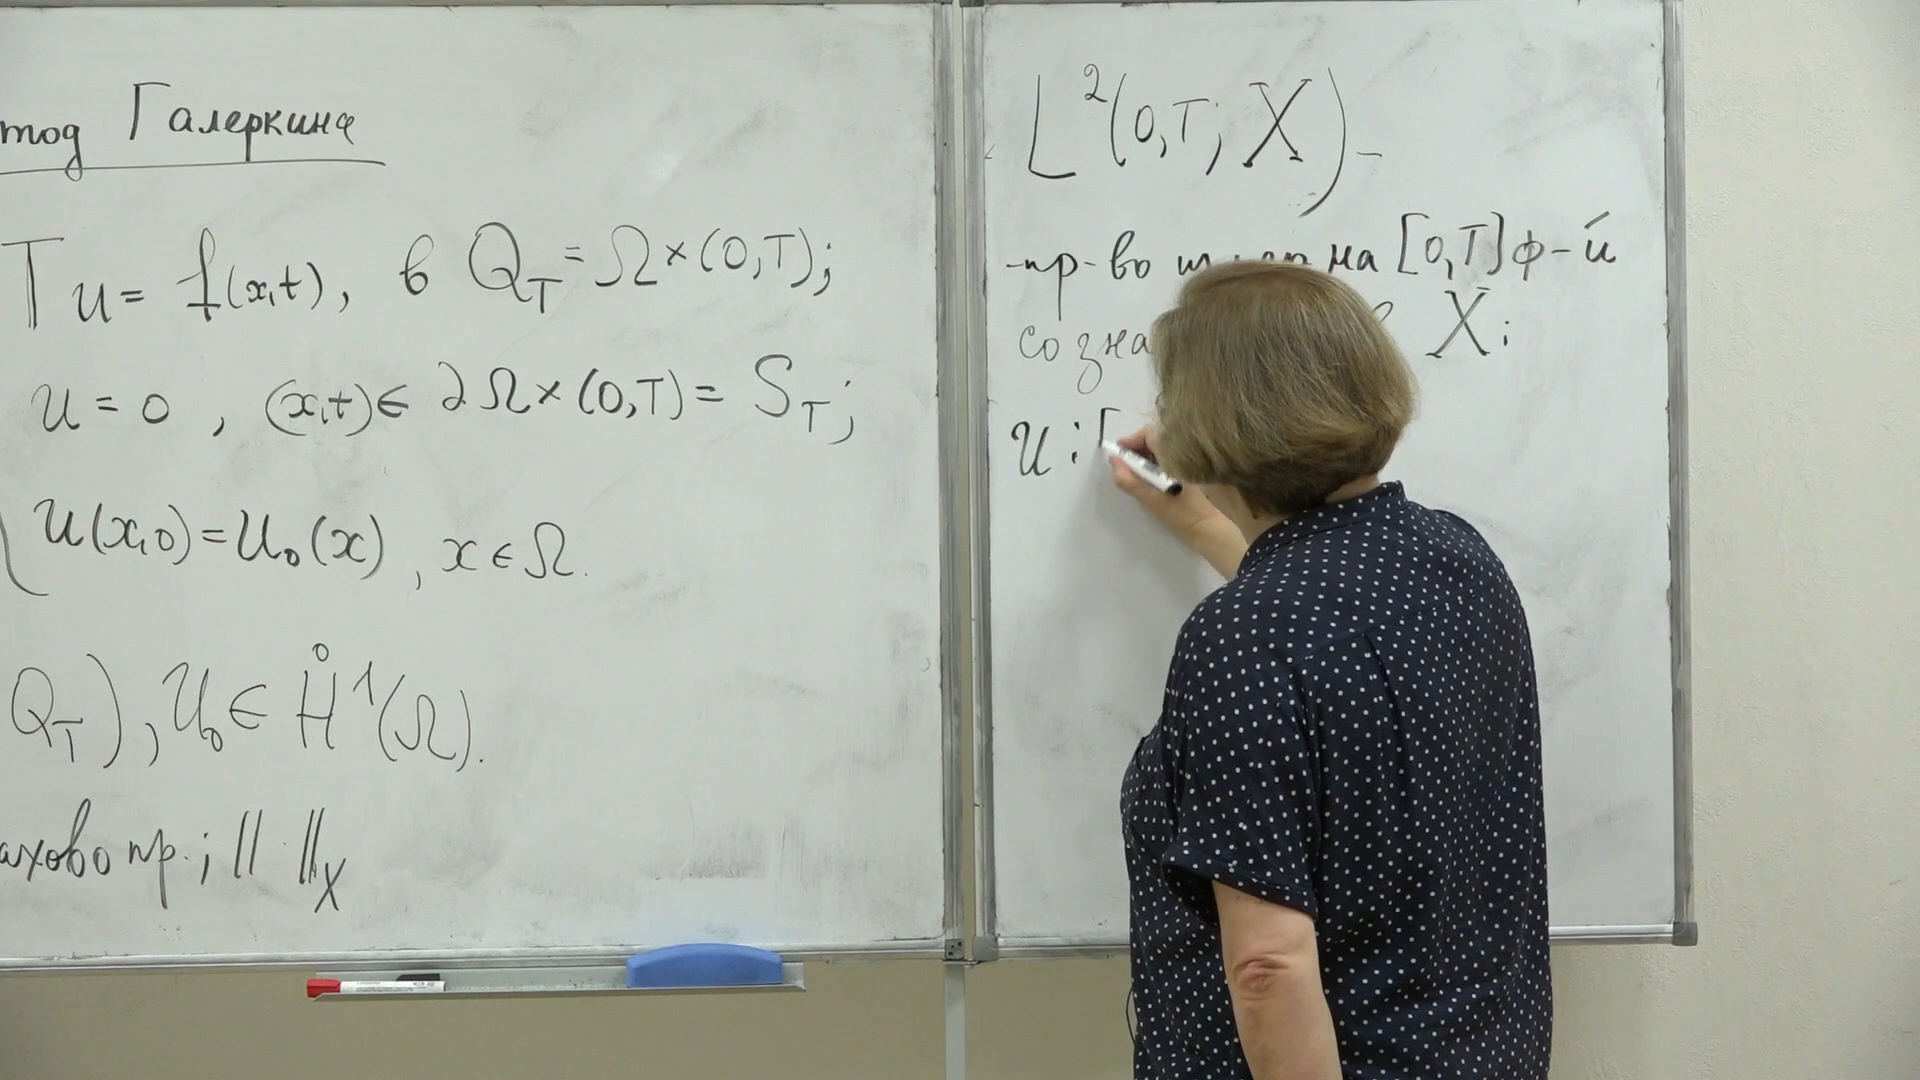 тод Галеркина
T u = f(x,t), в Q_T = Ω×(0,T);
u = 0, (x,t)∈ ∂Ω×(0,T) = S_T;
u(x,0) = u₀(x), x∈Ω.
Q_T), u₀∈ H̊¹(Ω).
ахово пр.; ‖·‖_X
L²(0,T; X) –
-пр-во на [0,T] ф-й
со зна X:
u : [